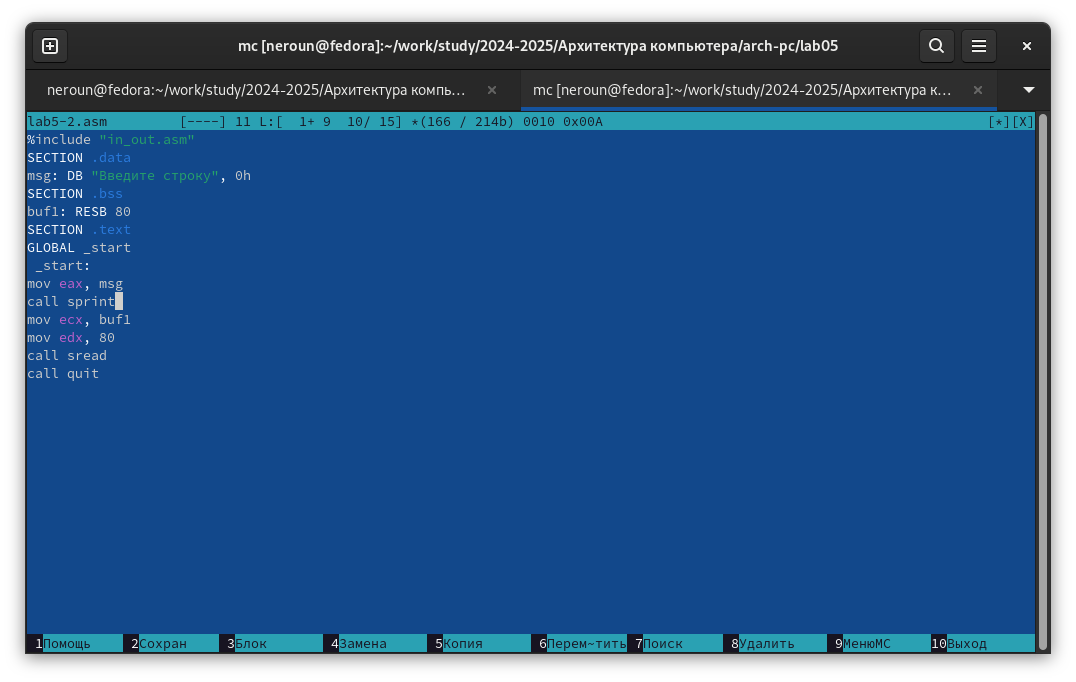 mc [neroun@fedora]:~/work/study/2024-2025/Архитектура компьютера/arch-pc/lab05
neroun@fedora:~/work/study/2024-2025/Архитектура компь… × mc [neroun@fedora]:~/work/study/2024-2025/Архитектура к… ×
lab5-2.asm [----] 11 L:[ 1+ 9 10/ 15] *(166 / 214b) 0010 0x00A [*][X]
%include "in_out.asm"
SECTION .data
msg: DB "Введите строку", 0h
SECTION .bss
buf1: RESB 80
SECTION .text
GLOBAL _start
_start:
mov eax, msg
call sprint
mov ecx, buf1
mov edx, 80
call sread
call quit
1Помощь 2Сохран 3Блок 4Замена 5Копия 6Перем~тить 7Поиск 8Удалить 9МенюМС 10Выход